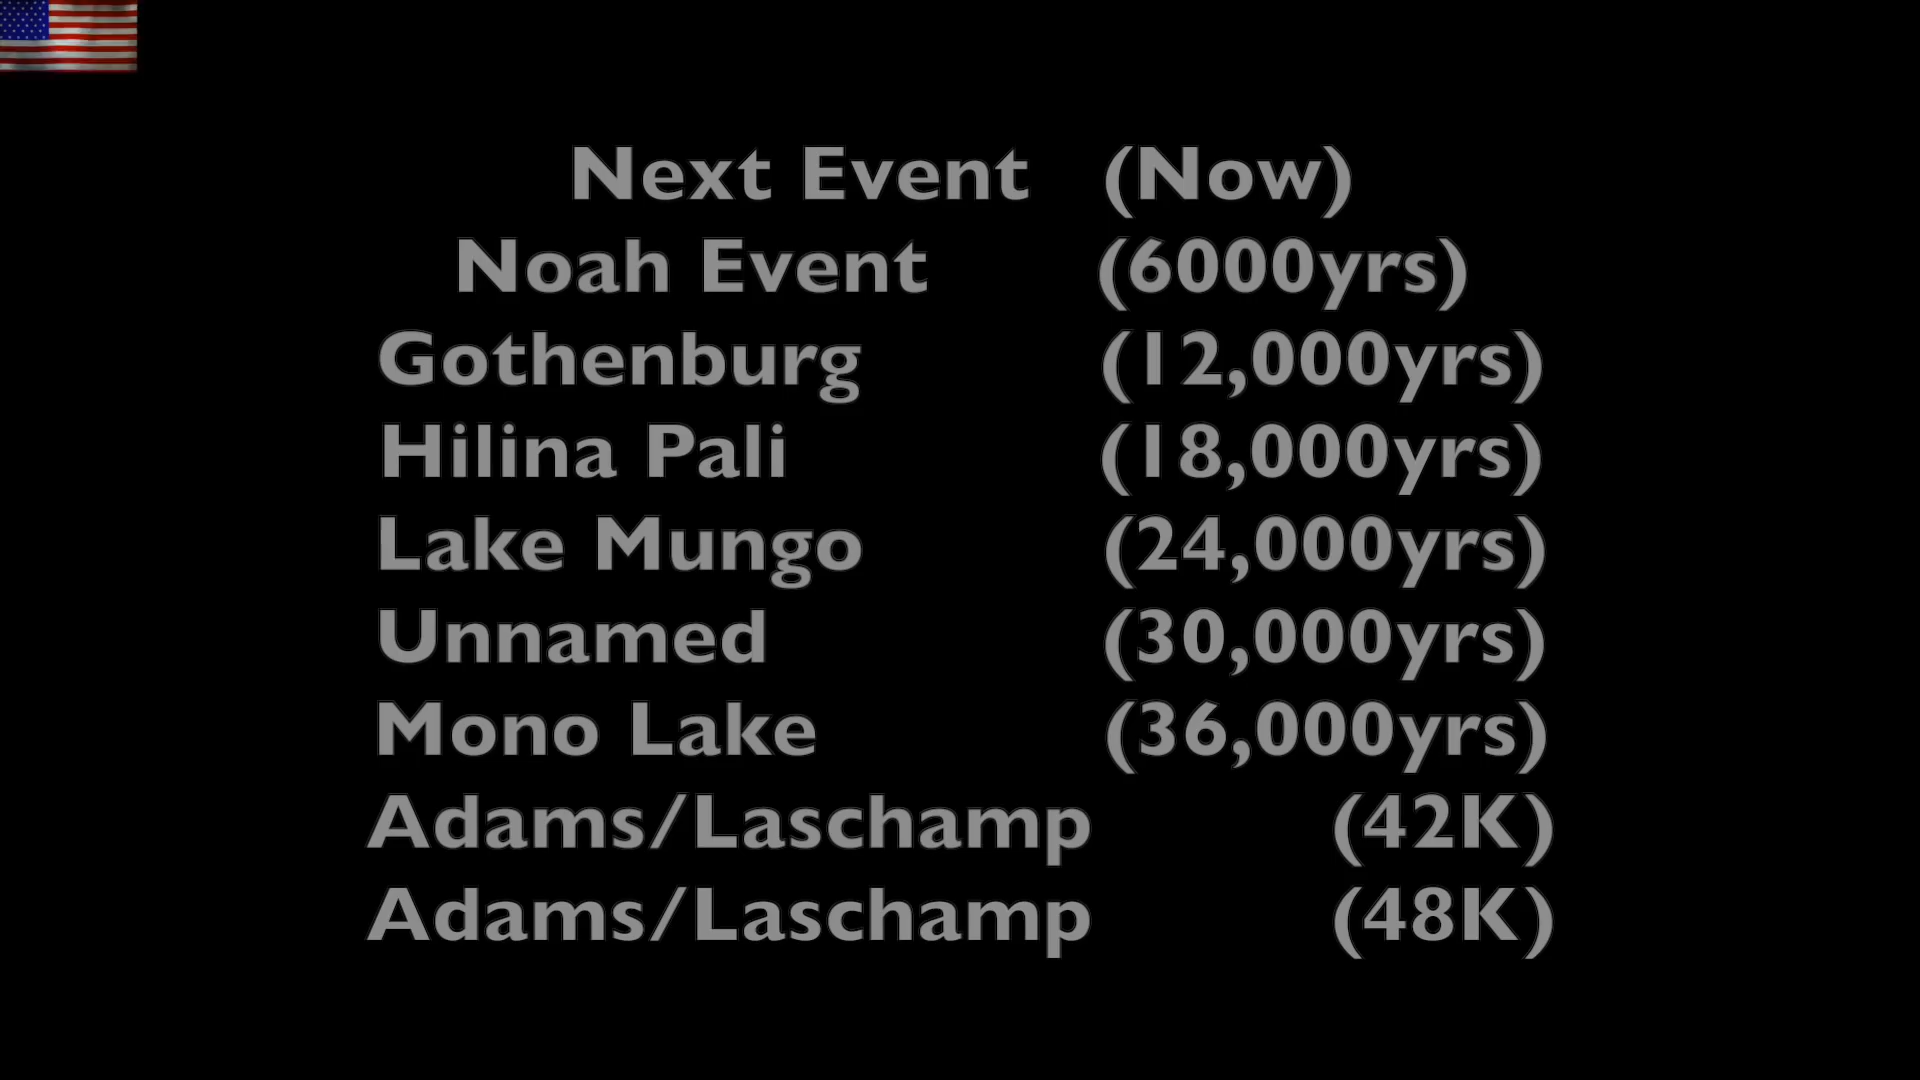 Next Event (Now)
Noah Event (6000yrs)
Gothenburg (12,000yrs)
Hilina Pali (18,000yrs)
Lake Mungo (24,000yrs)
Unnamed (30,000yrs)
Mono Lake (36,000yrs)
Adams/Laschamp (42K)
Adams/Laschamp (48K)